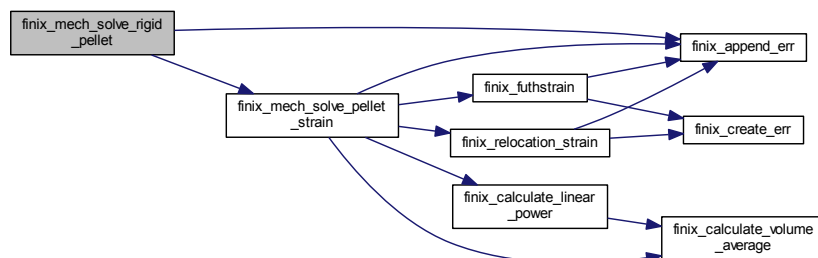 finix_mech_solve_rigid
_pellet
finix_mech_solve_pellet
_strain
finix_futhstrain
finix_relocation_strain
finix_calculate_linear
_power
finix_append_err
finix_create_err
finix_calculate_volume
_average